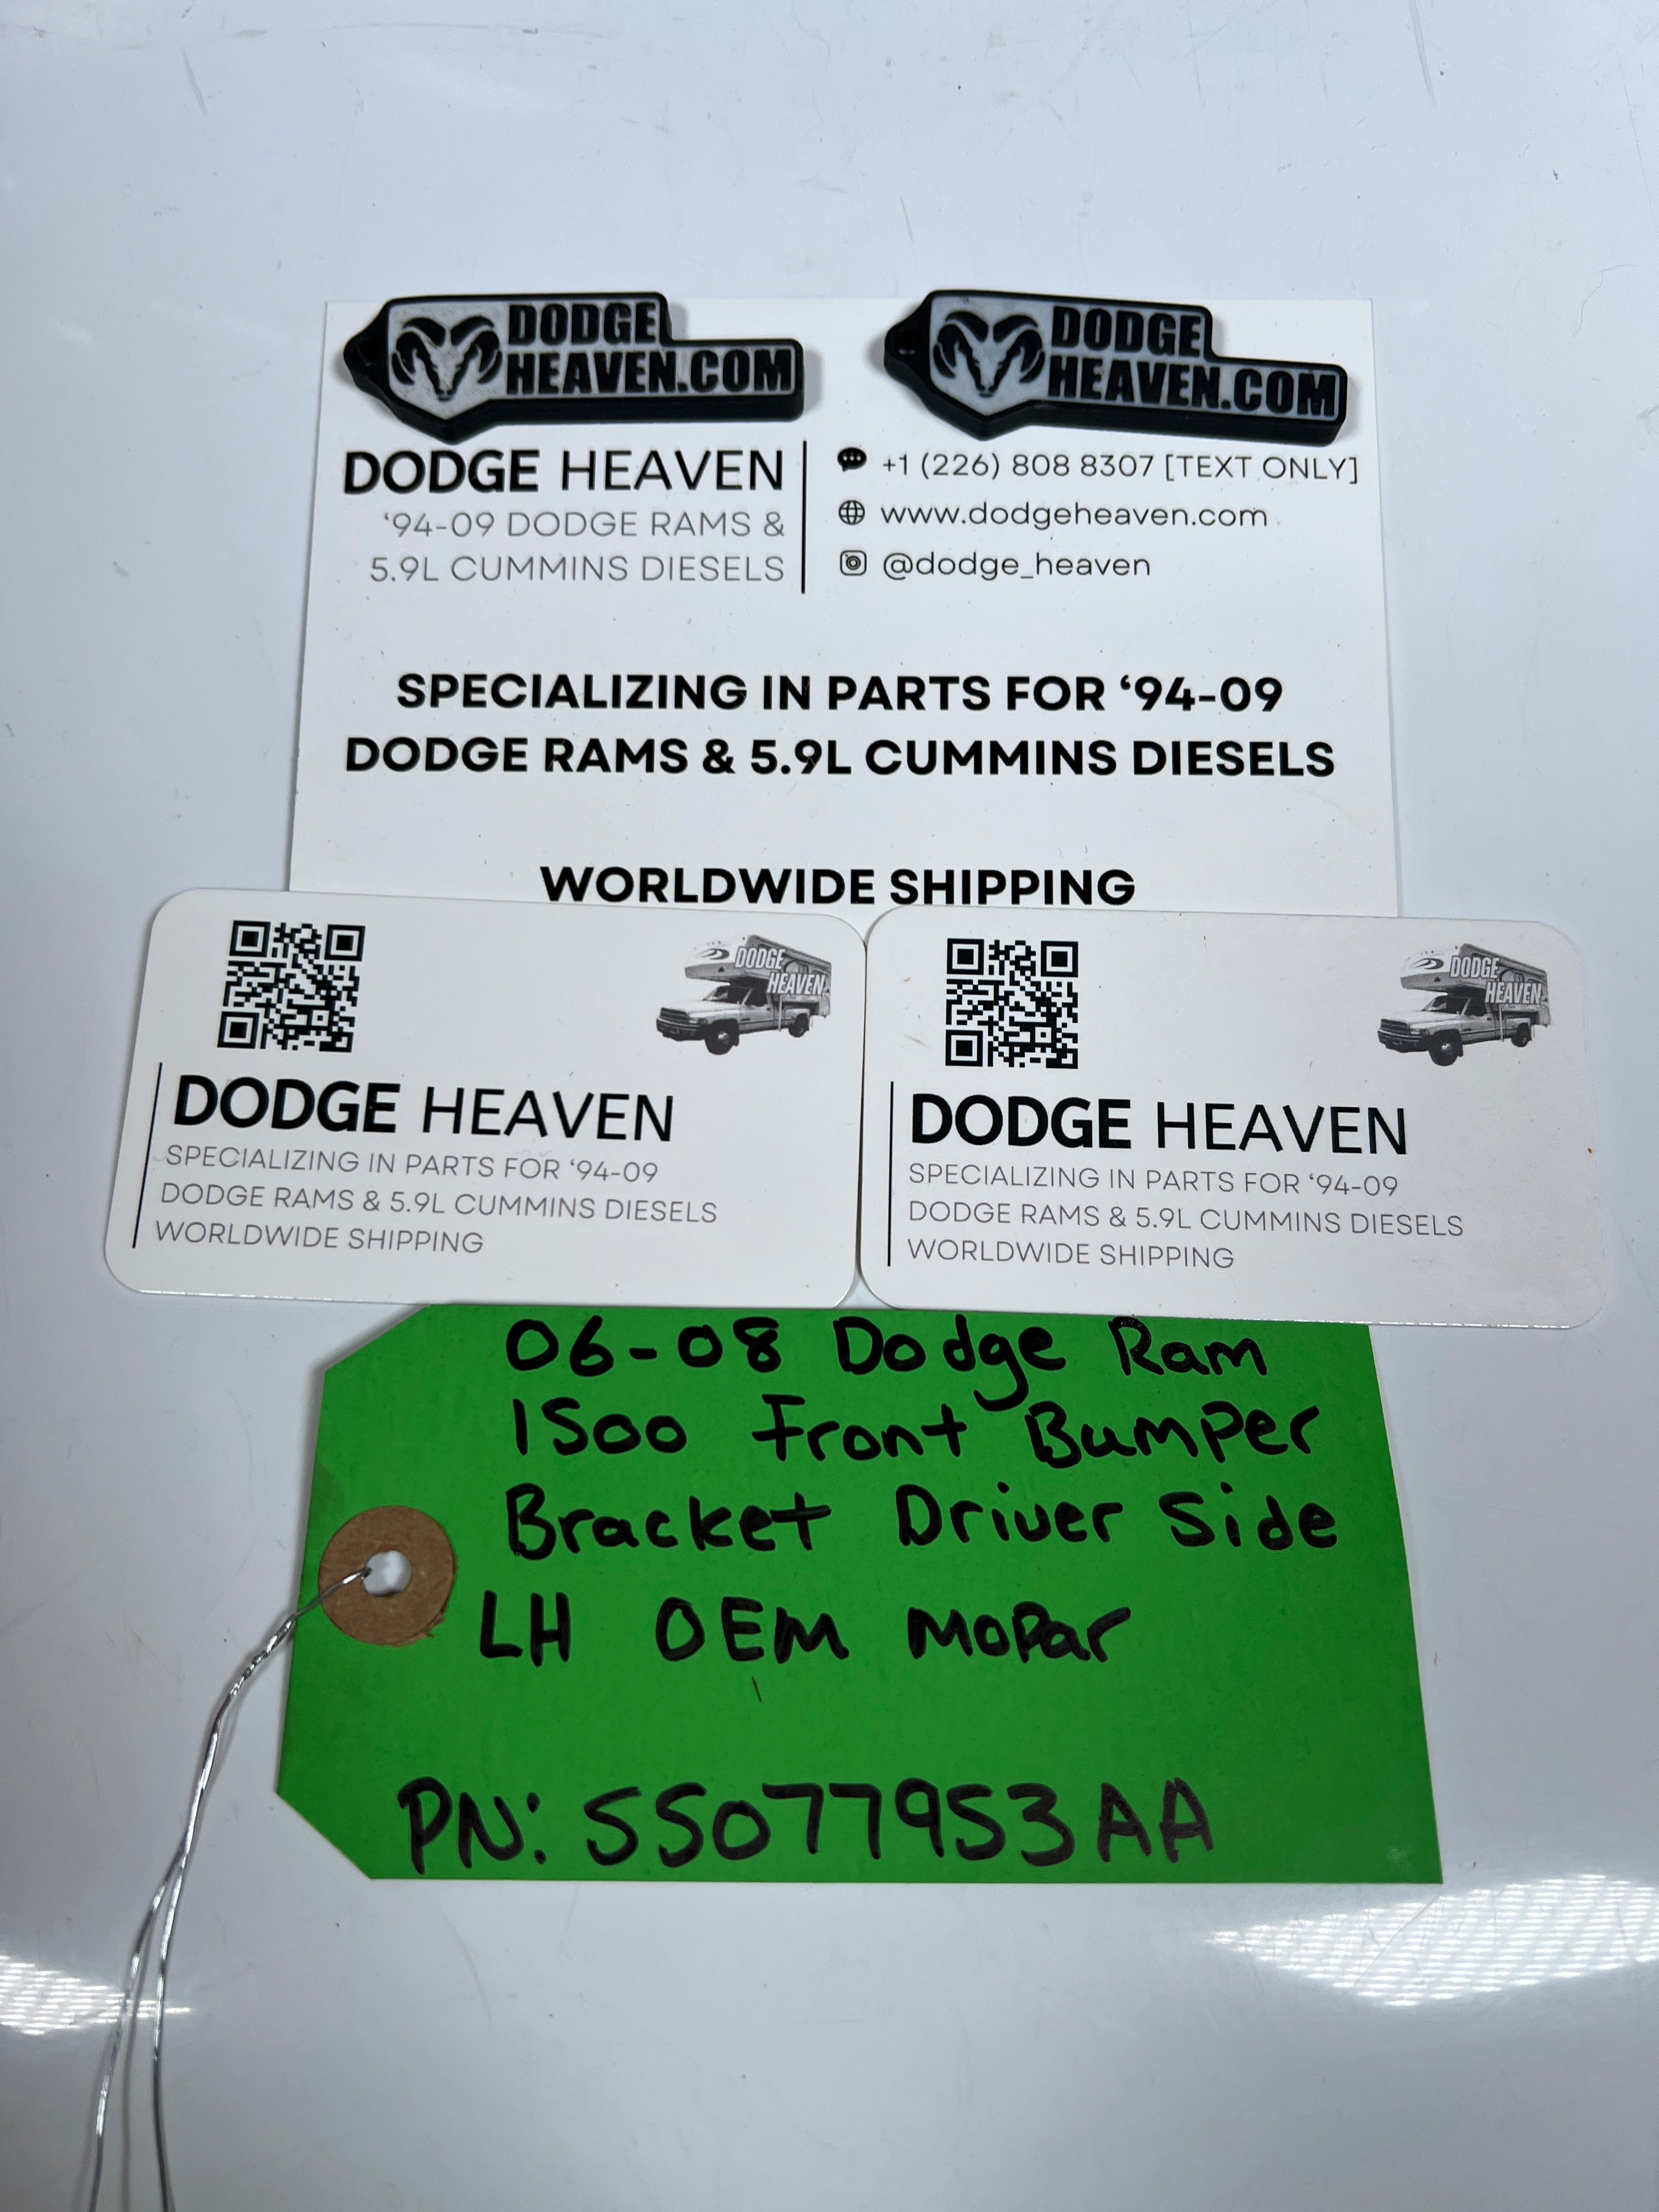 DODGE
HEAVEN.COM
DODGE
HEAVEN.COM
DODGE HEAVEN
'94-09 DODGE RAMS &
5.9L CUMMINS DIESELS
+1 (226) 808 8307 [TEXT ONLY]
www.dodgeheaven.com
@dodge_heaven
SPECIALIZING IN PARTS FOR '94-09
DODGE RAMS & 5.9L CUMMINS DIESELS
WORLDWIDE SHIPPING
DODGE
HEAVEN
DODGE HEAVEN
SPECIALIZING IN PARTS FOR '94-09
DODGE RAMS & 5.9L CUMMINS DIESELS
WORLDWIDE SHIPPING
DODGE
HEAVEN
DODGE HEAVEN
SPECIALIZING IN PARTS FOR '94-09
DODGE RAMS & 5.9L CUMMINS DIESELS
WORLDWIDE SHIPPING
06-08 Dodge Ram
1500 Front Bumper
Bracket Driver Side
LH OEM Mopar
PN: 55077953AA